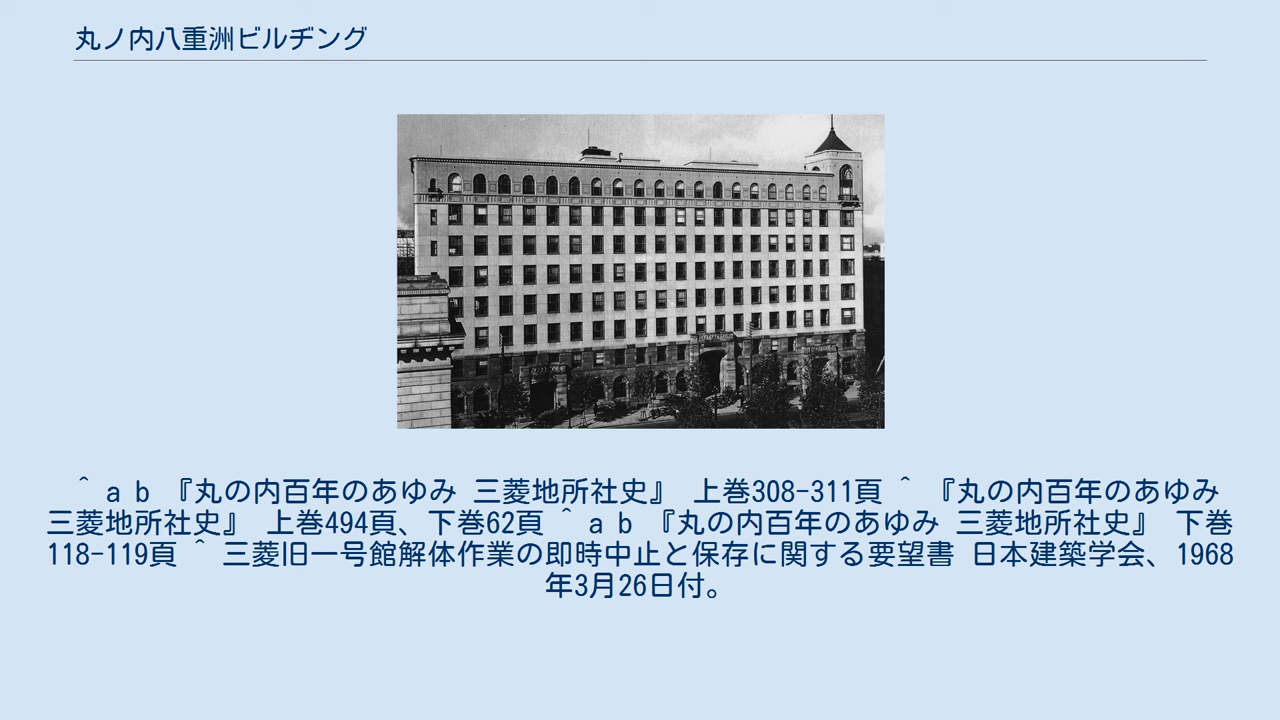 丸ノ内八重洲ビルヂング
^ a b 『丸の内百年のあゆみ 三菱地所社史』 上巻308-311頁 ^ 『丸の内百年のあゆみ
三菱地所社史』 上巻494頁、下巻62頁 ^ a b 『丸の内百年のあゆみ 三菱地所社史』 下巻
118-119頁 ^ 三菱旧一号館解体作業の即時中止と保存に関する要望書 日本建築学会、1968
年3月26日付。